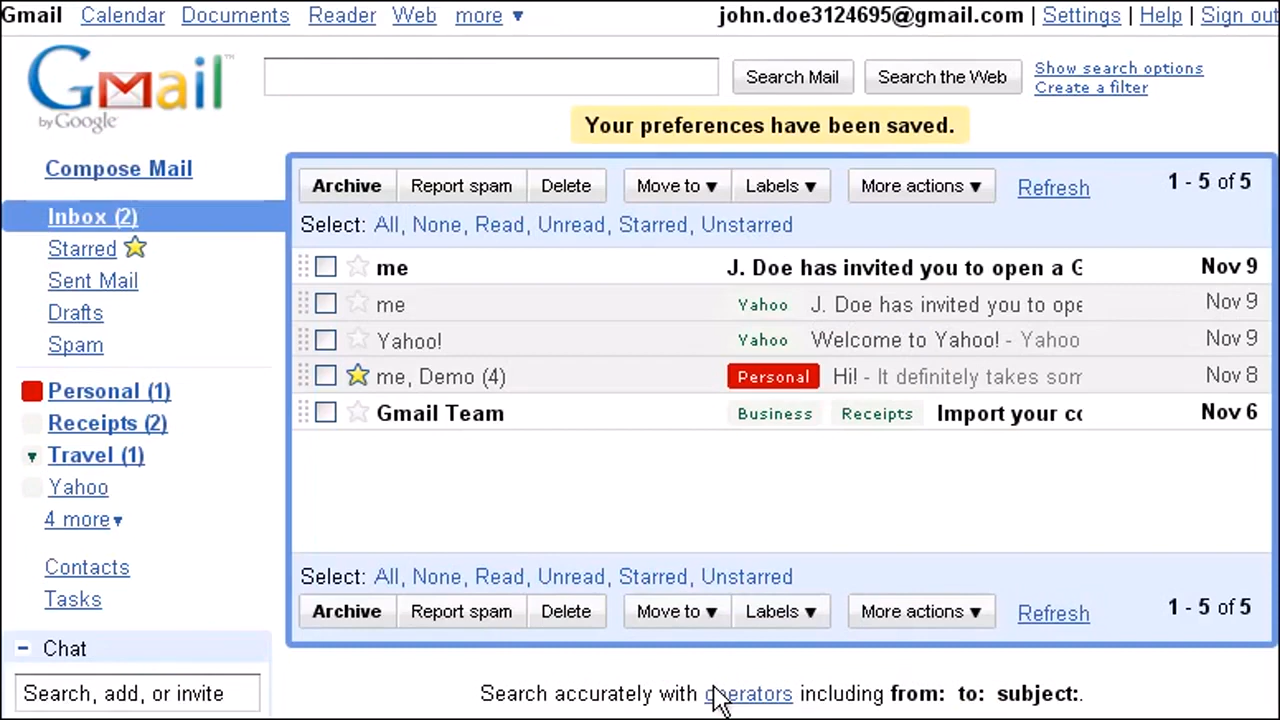 Gmail Calendar Documents Reader Web more ▼ john.doe3124695@gmail.com | Settings | Help | Sign out
Gmail™
by Google
Search Mail Search the Web Show search options
Create a filter
Your preferences have been saved.
Compose Mail
Archive Report spam Delete Move to ▼ Labels ▼ More actions ▼ Refresh 1 - 5 of 5
Inbox (2)
Select: All, None, Read, Unread, Starred, Unstarred
Starred
Sent Mail
Drafts
Spam
me J. Doe has invited you to open a G Nov 9
me Yahoo J. Doe has invited you to ope Nov 9
Yahoo! Yahoo Welcome to Yahoo! - Yahoo Nov 9
me, Demo (4) Personal Hi! - It definitely takes som Nov 8
Gmail Team Business Receipts Import your co Nov 6
Personal (1)
Receipts (2)
Travel (1)
Yahoo
4 more ▼
Contacts
Tasks
Select: All, None, Read, Unread, Starred, Unstarred
Archive Report spam Delete Move to ▼ Labels ▼ More actions ▼ Refresh 1 - 5 of 5
Chat
Search, add, or invite
Search accurately with operators including from: to: subject:.